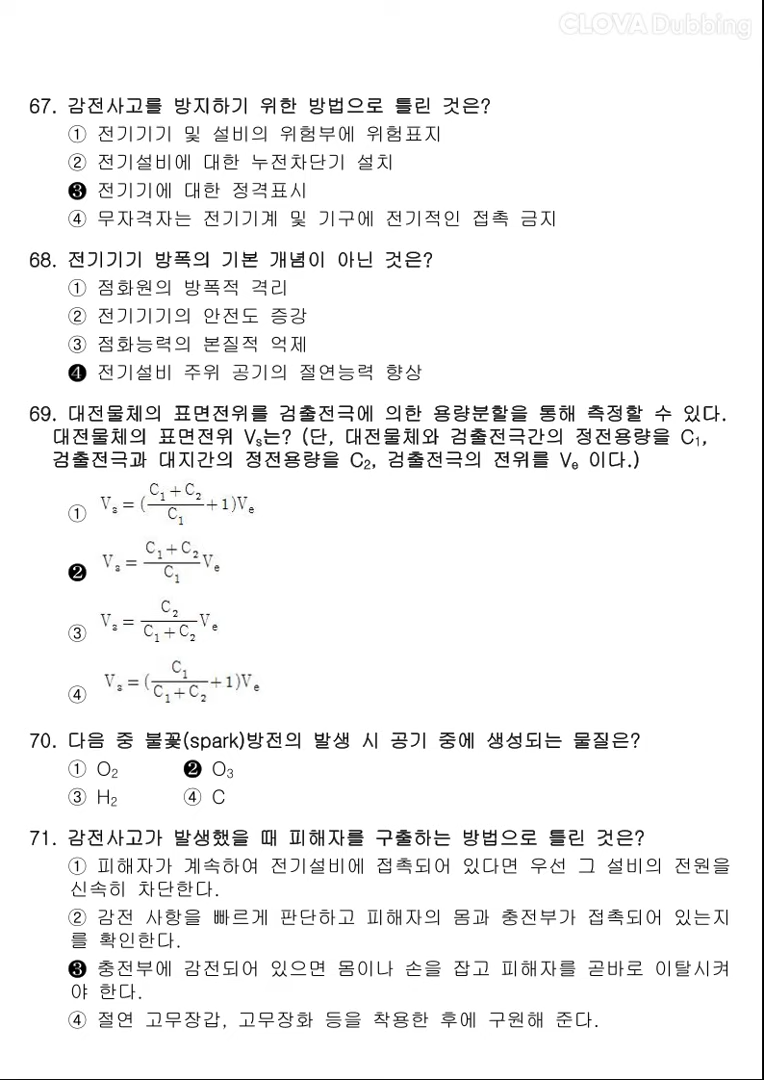 CLOVA Dubbing
67. 감전사고를 방지하기 위한 방법으로 틀린 것은?
① 전기기기 및 설비의 위험부에 위험표지
② 전기설비에 대한 누전차단기 설치
❸ 전기기에 대한 정격표시
④ 무자격자는 전기기계 및 기구에 전기적인 접촉 금지
68. 전기기기 방폭의 기본 개념이 아닌 것은?
① 점화원의 방폭적 격리
② 전기기기의 안전도 증강
③ 점화능력의 본질적 억제
❹ 전기설비 주위 공기의 절연능력 향상
69. 대전물체의 표면전위를 검출전극에 의한 용량분할을 통해 측정할 수 있다.
대전물체의 표면전위 Vₛ는? (단, 대전물체와 검출전극간의 정전용량을 C₁,
검출전극과 대지간의 정전용량을 C₂, 검출전극의 전위를 Vₑ 이다.)
① Vₛ = (C₁+C₂/C₁ + 1)Vₑ
❷ Vₛ = C₁+C₂/C₁ Vₑ
③ Vₛ = C₂/C₁+C₂ Vₑ
④ Vₛ = (C₁/C₁+C₂ + 1)Vₑ
70. 다음 중 불꽃(spark)방전의 발생 시 공기 중에 생성되는 물질은?
① O₂ ❷ O₃
③ H₂ ④ C
71. 감전사고가 발생했을 때 피해자를 구출하는 방법으로 틀린 것은?
① 피해자가 계속하여 전기설비에 접촉되어 있다면 우선 그 설비의 전원을
신속히 차단한다.
② 감전 사항을 빠르게 판단하고 피해자의 몸과 충전부가 접촉되어 있는지
를 확인한다.
❸ 충전부에 감전되어 있으면 몸이나 손을 잡고 피해자를 곧바로 이탈시켜
야 한다.
④ 절연 고무장갑, 고무장화 등을 착용한 후에 구원해 준다.